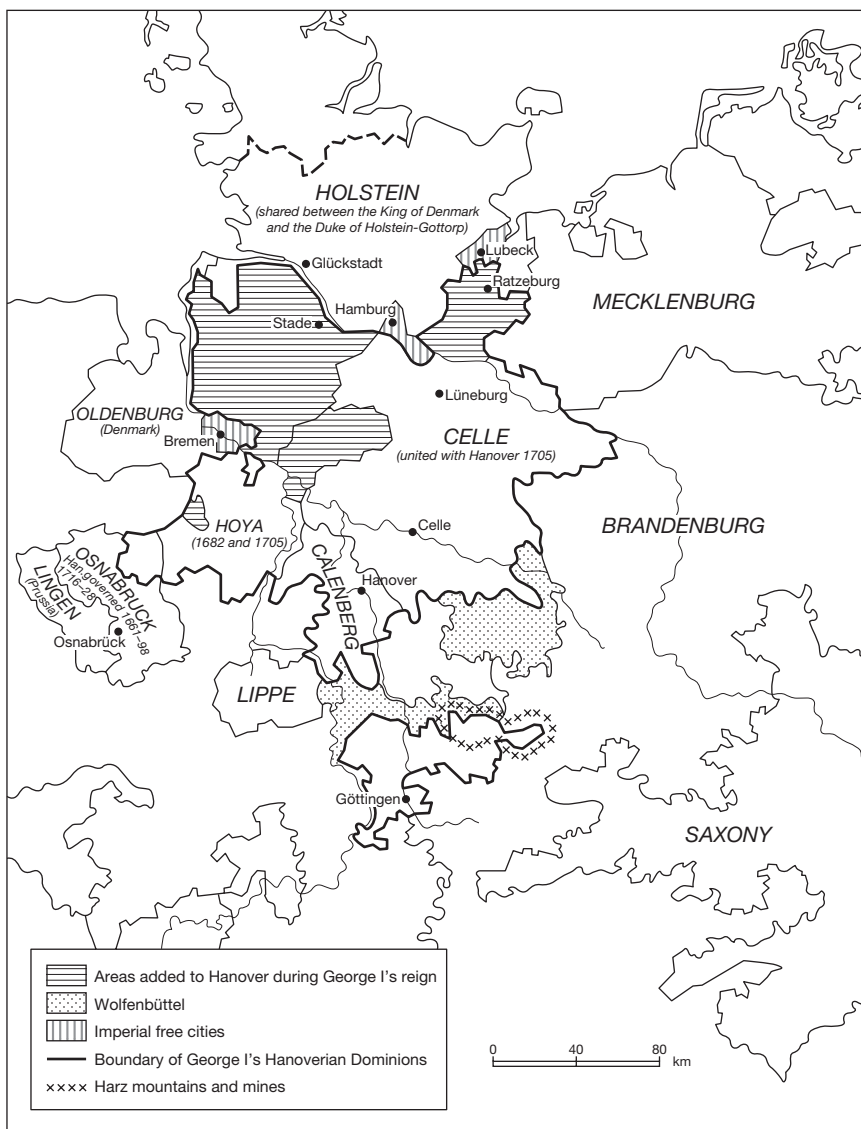 HOLSTEIN
(shared between the King of Denmark
and the Duke of Holstein-Gottorp)
Lubeck
Glückstadt
Ratzeburg
Hamburg
MECKLENBURG
Stade
Lüneburg
OLDENBURG
(Denmark)
Bremen
CELLE
(united with Hanover 1705)
HOYA
(1682 and 1705)
Celle
BRANDENBURG
OSNABRUCK
Han.governed 1661–98
1716–28
LINGEN
(Prussia)
Osnabrück
CALENBERG
Hanover
LIPPE
Göttingen
SAXONY
Areas added to Hanover during George I's reign
Wolfenbüttel
Imperial free cities
Boundary of George I's Hanoverian Dominions
Harz mountains and mines
0 40 80
km